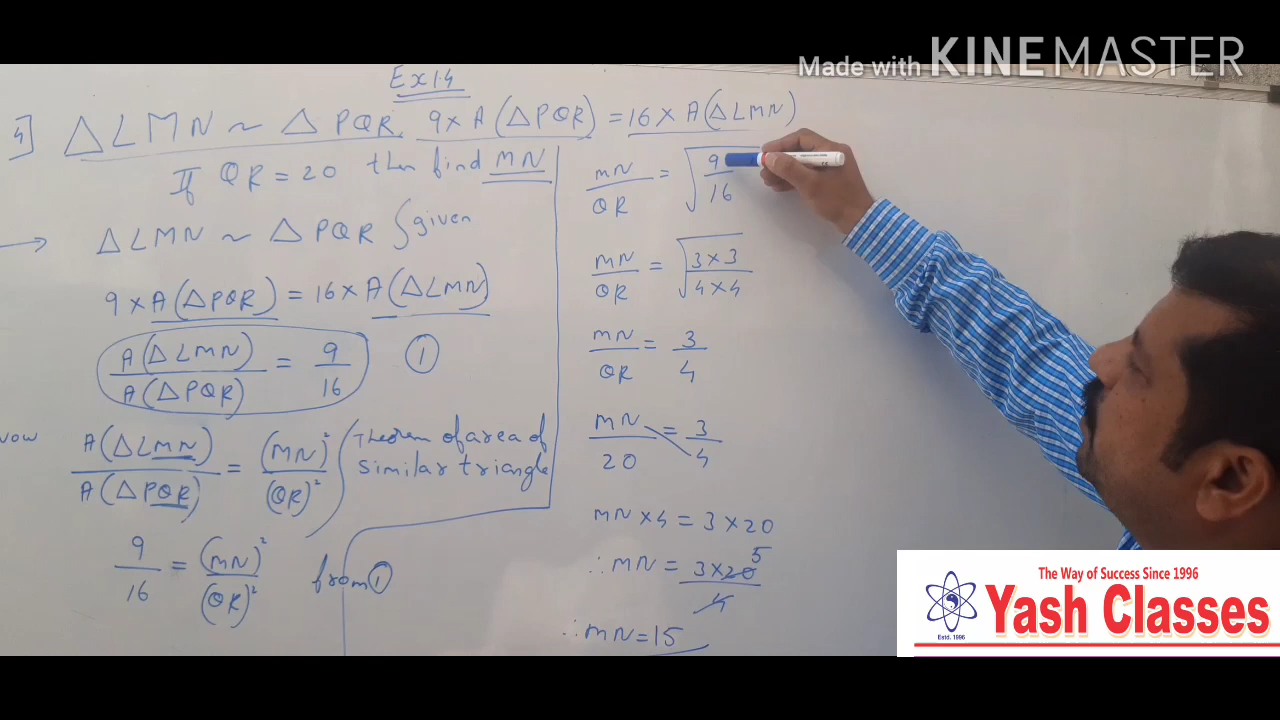 Made with KINEMASTER
Ex 1.4
4] △LMN ~ △PQR. 9×A(△PQR) = 16×A(△LMN)
If QR = 20 then find MN
→ △LMN ~ △PQR { given
9×A(△PQR) = 16×A(△LMN)
A(△LMN)/A(△PQR) = 9/16 ①
Now A(△LMN)/A(△PQR) = (MN)²/(QR)² (Theorem of area of
similar triangle
9/16 = (MN)²/(QR)² from ①
MN/QR = √(9/16)
MN/QR = √(3×3/4×4)
MN/QR = 3/4
MN/20 = 3/4
MN×4 = 3×20
∴ MN = 3×20/4 5
∴ MN = 15
The Way of Success Since 1996
Yash Classes
Estd. 1996